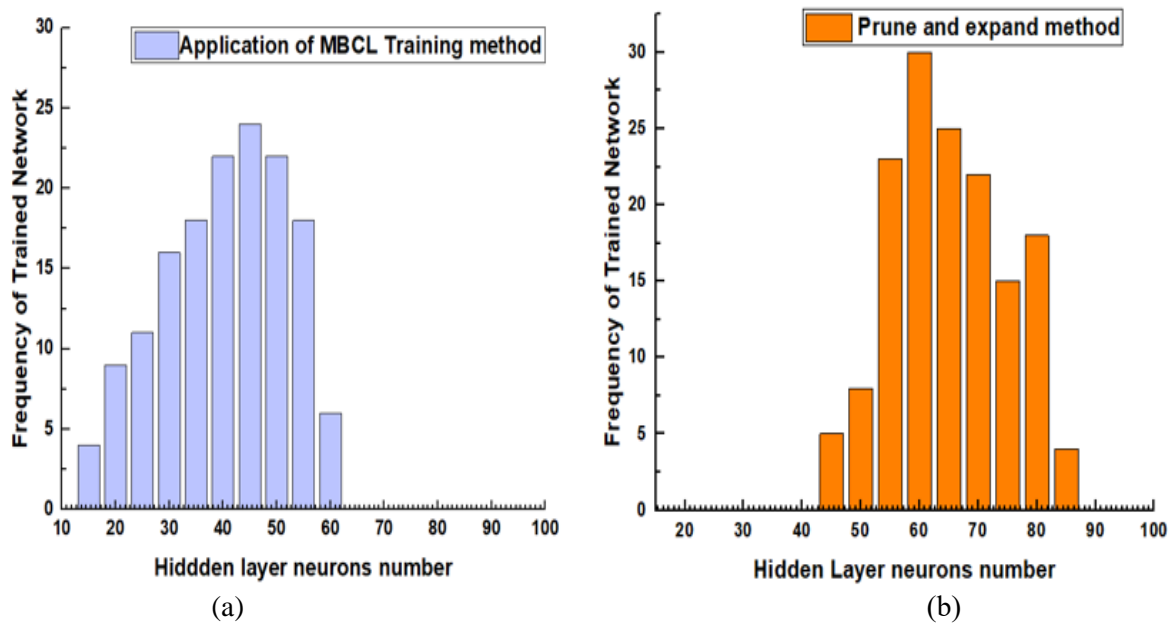 Application of MBCL Training method
Frequency of Trained Network
30
25
20
15
10
5
0
10 20 30 40 50 60 70 80 90 100
Hiddden layer neurons number
(a)
Prune and expand method
Frequency of Trained Network
30
25
20
15
10
5
0
20 30 40 50 60 70 80 90 100
Hidden Layer neurons number
(b)